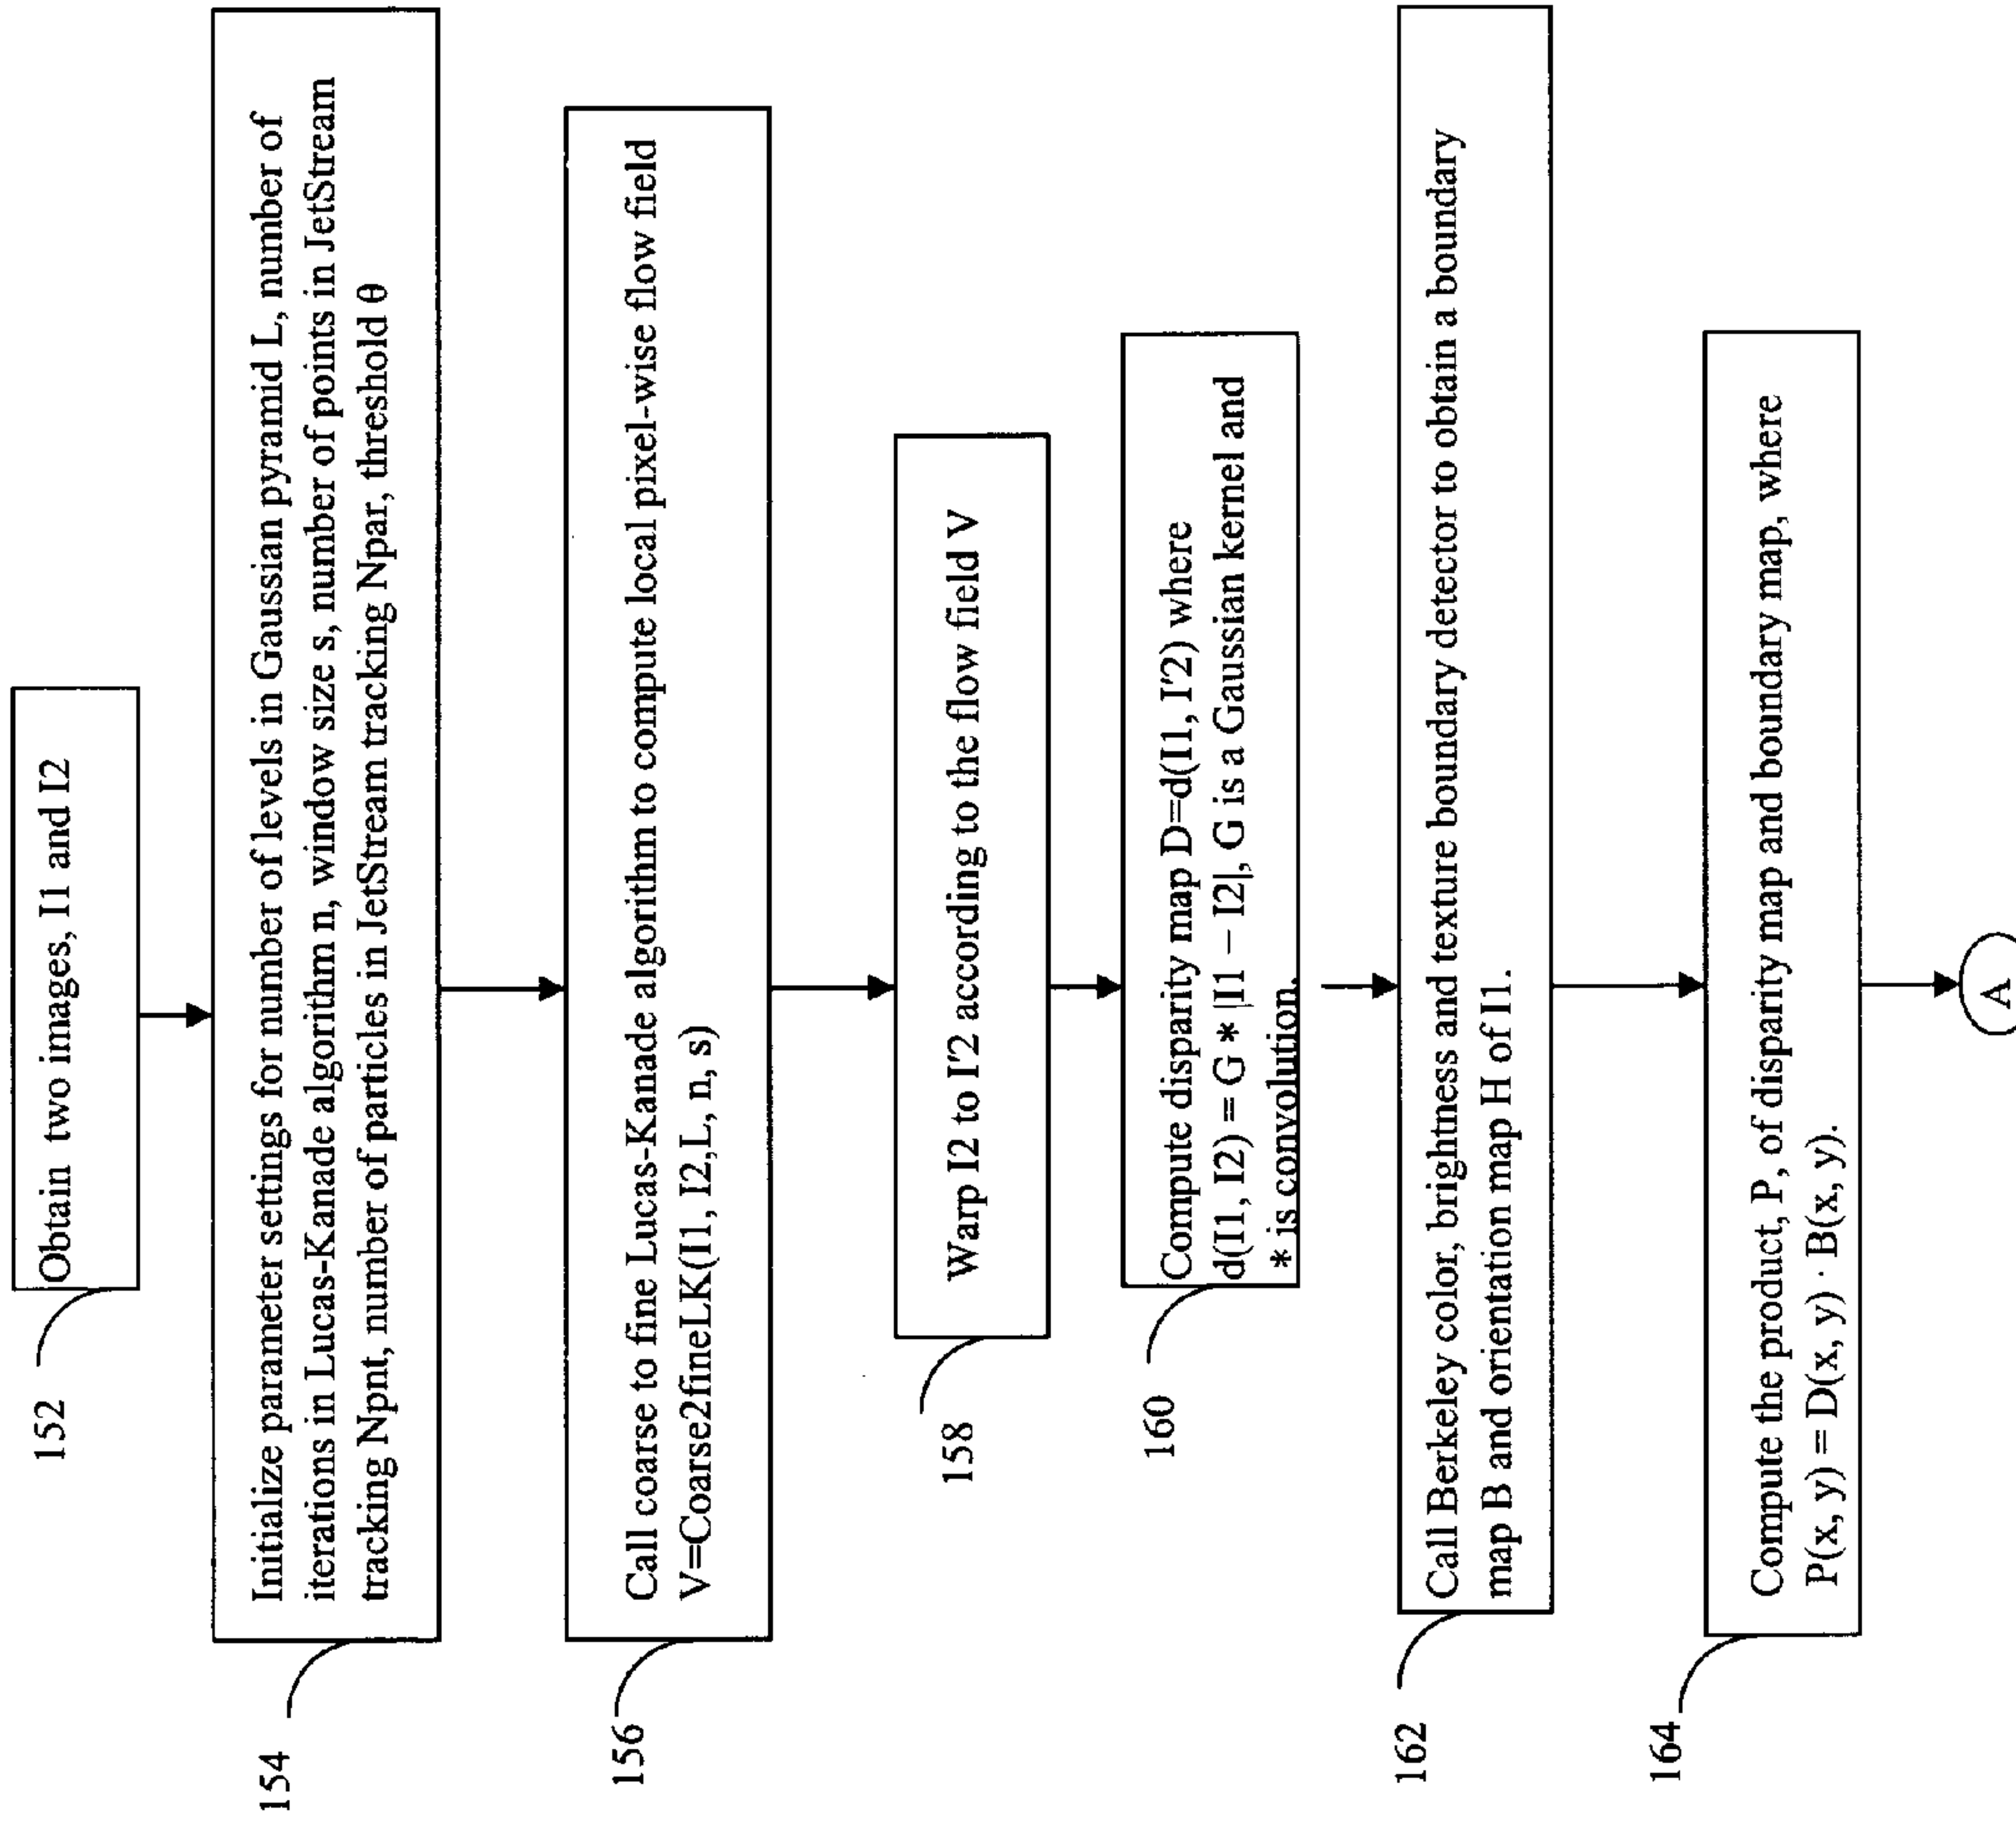 152
Obtain two images, I1 and I2
154
Initialize parameter settings for number of levels in Gaussian pyramid L, number of
iterations in Lucas-Kanade algorithm n, window size s, number of points in JetStream
tracking Npnt, number of particles in JetStream tracking Npar, threshold θ
156
Call coarse to fine Lucas-Kanade algorithm to compute local pixel-wise flow field
V=Coarse2fineLK(I1, I2,L, n, s)
158
Warp I2 to I'2 according to the flow field V
160
Compute disparity map D=d(I1, I'2) where
d(I1, I2) = G * |I1 – I2|, G is a Gaussian kernel and
* is convolution.
162
Call Berkeley color, brightness and texture boundary detector to obtain a boundary
map B and orientation map H of I1.
164
Compute the product, P, of disparity map and boundary map, where
P(x, y) = D(x, y) · B(x, y).
A